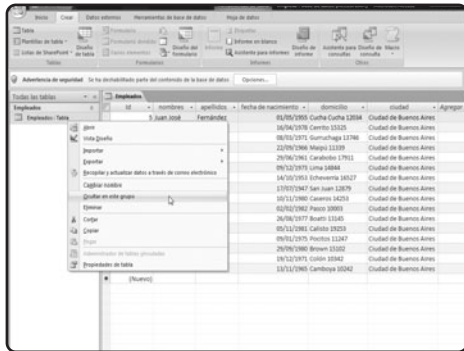 Inicio Crear Datos externos Herramientas de base de datos Hoja de datos
Tabla
Plantillas de tabla
Listas de SharePoint
Diseño de tabla
Tablas
Formulario
Formulario dividido
Varios elementos
Diseño del formulario
Formularios
Informe
Etiquetas
Informe en blanco
Asistente para informes
Diseño de informe
Informes
Asistente para consultas
Diseño de consulta
Macro
Otros
Advertencia de seguridad Se ha deshabilitado parte del contenido de la base de datos Opciones...
Todas las tablas
Empleados
Empleados : Tabla
Empleados
Id nombres apellidos fecha de nacimiento domicilio ciudad Agregar
5 Juan José Fernández 01/05/1955 Cucha Cucha 12034 Ciudad de Buenos Aires
16/04/1978 Cerrito 15325 Ciudad de Buenos Aires
08/03/1971 Gurruchaga 13746 Ciudad de Buenos Aires
22/09/1966 Maipú 11339 Ciudad de Buenos Aires
29/06/1961 Carabobo 17911 Ciudad de Buenos Aires
09/12/1973 Lima 14844 Ciudad de Buenos Aires
14/10/1953 Echeverría 16527 Ciudad de Buenos Aires
17/07/1947 San Juan 12879 Ciudad de Buenos Aires
10/11/1980 Caseros 14253 Ciudad de Buenos Aires
02/02/1982 Pasco 10003 Ciudad de Buenos Aires
26/08/1977 Boatti 13145 Ciudad de Buenos Aires
05/11/1981 Calixto 19253 Ciudad de Buenos Aires
09/01/1975 Pocitos 11247 Ciudad de Buenos Aires
29/09/1980 Brown 15102 Ciudad de Buenos Aires
19/12/1971 Colón 10342 Ciudad de Buenos Aires
13/11/1965 Camboya 10242 Ciudad de Buenos Aires
(Nuevo)
Abrir
Vista Diseño
Importar
Exportar
Recopilar y actualizar datos a través de correo electrónico
Cambiar nombre
Ocultar en este grupo
Eliminar
Cortar
Copiar
Pegar
Administrador de tablas vinculadas
Propiedades de tabla